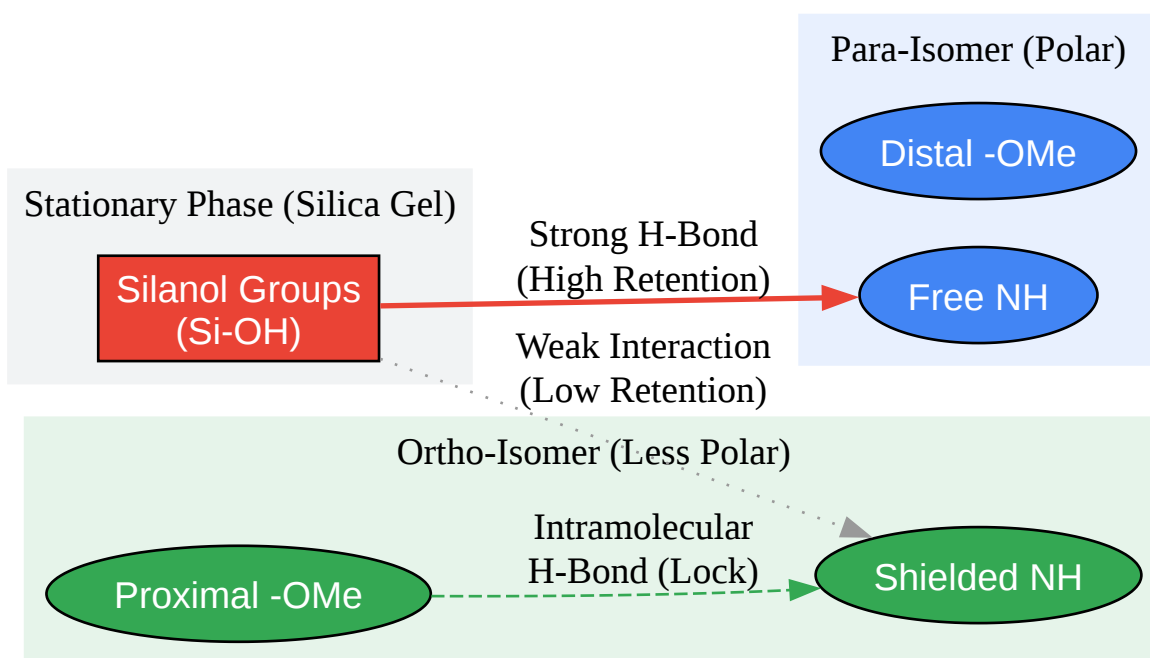 Para-Isomer (Polar)
Distal -OMe
Stationary Phase (Silica Gel)
Silanol Groups
(Si-OH)
Strong H-Bond
(High Retention)
Free NH
Weak Interaction
(Low Retention)
Ortho-Isomer (Less Polar)
Proximal -OMe
Intramolecular
H-Bond (Lock)
Shielded NH